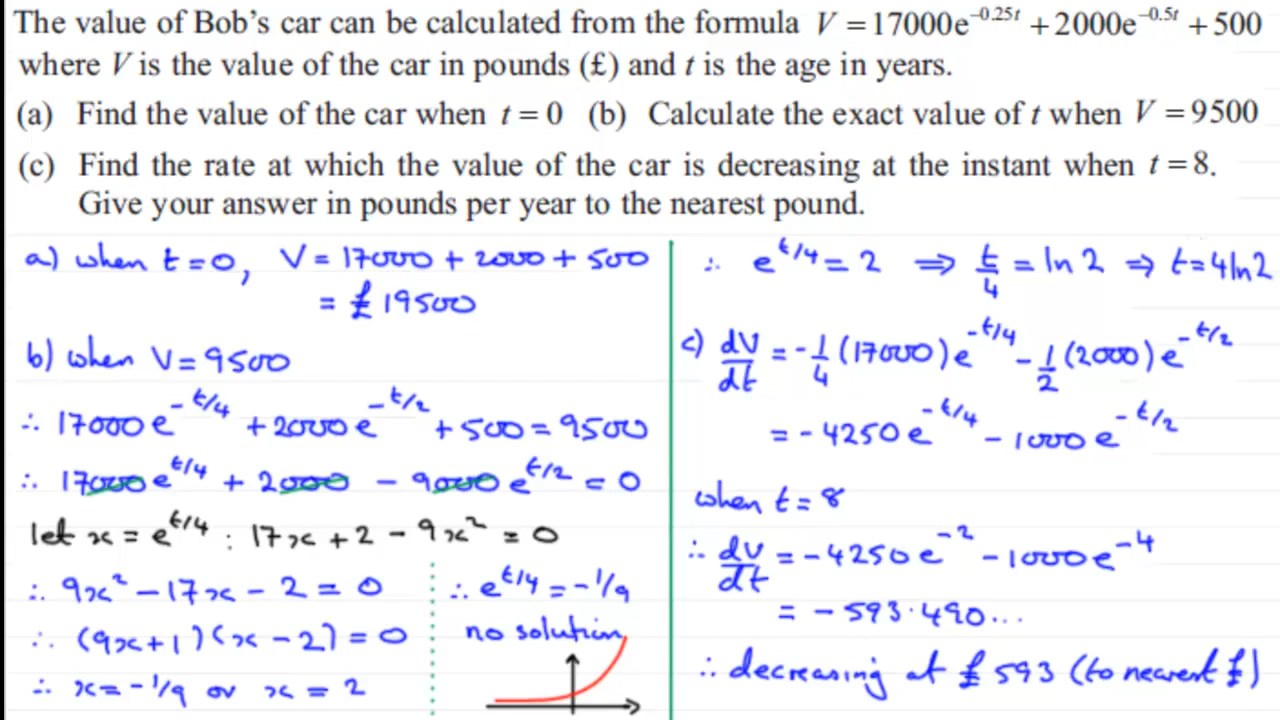 The value of Bob's car can be calculated from the formula V = 17000e^{-0.25t} + 2000e^{-0.5t} + 500
where V is the value of the car in pounds (£) and t is the age in years.
(a) Find the value of the car when t = 0 (b) Calculate the exact value of t when V = 9500
(c) Find the rate at which the value of the car is decreasing at the instant when t = 8.
Give your answer in pounds per year to the nearest pound.
a) when t = 0, V = 17000 + 2000 + 500
= £19500
b) when V = 9500
∴ 17000e^{-t/4} + 2000e^{-t/2} + 500 = 9500
∴ 17000e^{t/4} + 2000 - 9000e^{t/2} = 0
let x = e^{t/4} : 17x + 2 - 9x² = 0
∴ 9x² - 17x - 2 = 0
∴ (9x+1)(x - 2) = 0
∴ x = -1/9 or x = 2
∴ e^{t/4} = -1/9
no solution
∴ e^{t/4} = 2 ⇒ t/4 = ln 2 ⇒ t = 4ln2
c) dV/dt = -1/4 (17000)e^{-t/4} - 1/2 (2000)e^{-t/2}
= -4250e^{-t/4} - 1000e^{-t/2}
when t = 8
∴ dV/dt = -4250e^{-2} - 1000e^{-4}
= -593.490...
∴ decreasing at £593 (to nearest £)